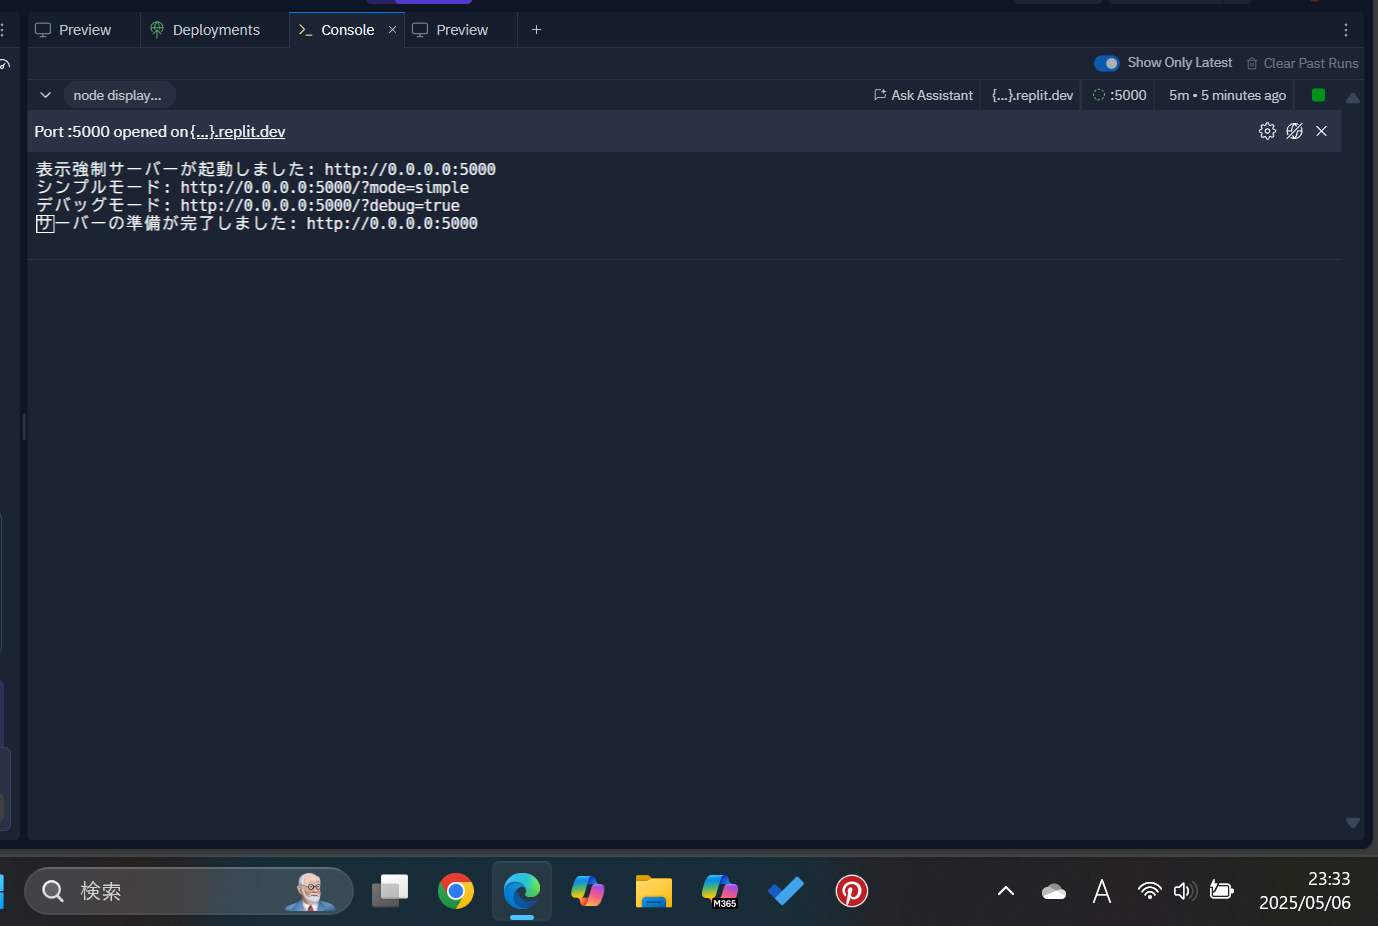 Preview
Deployments
Console
Preview
Show Only Latest
Clear Past Runs
node display...
Ask Assistant
{...}.replit.dev
:5000
5m • 5 minutes ago
Port :5000 opened on {...}.replit.dev
表示強制サーバーが起動しました: http://0.0.0.0:5000
シンプルモード: http://0.0.0.0:5000/?mode=simple
デバッグモード: http://0.0.0.0:5000/?debug=true
サーバーの準備が完了しました: http://0.0.0.0:5000
検索
M365
A
23:33
2025/05/06